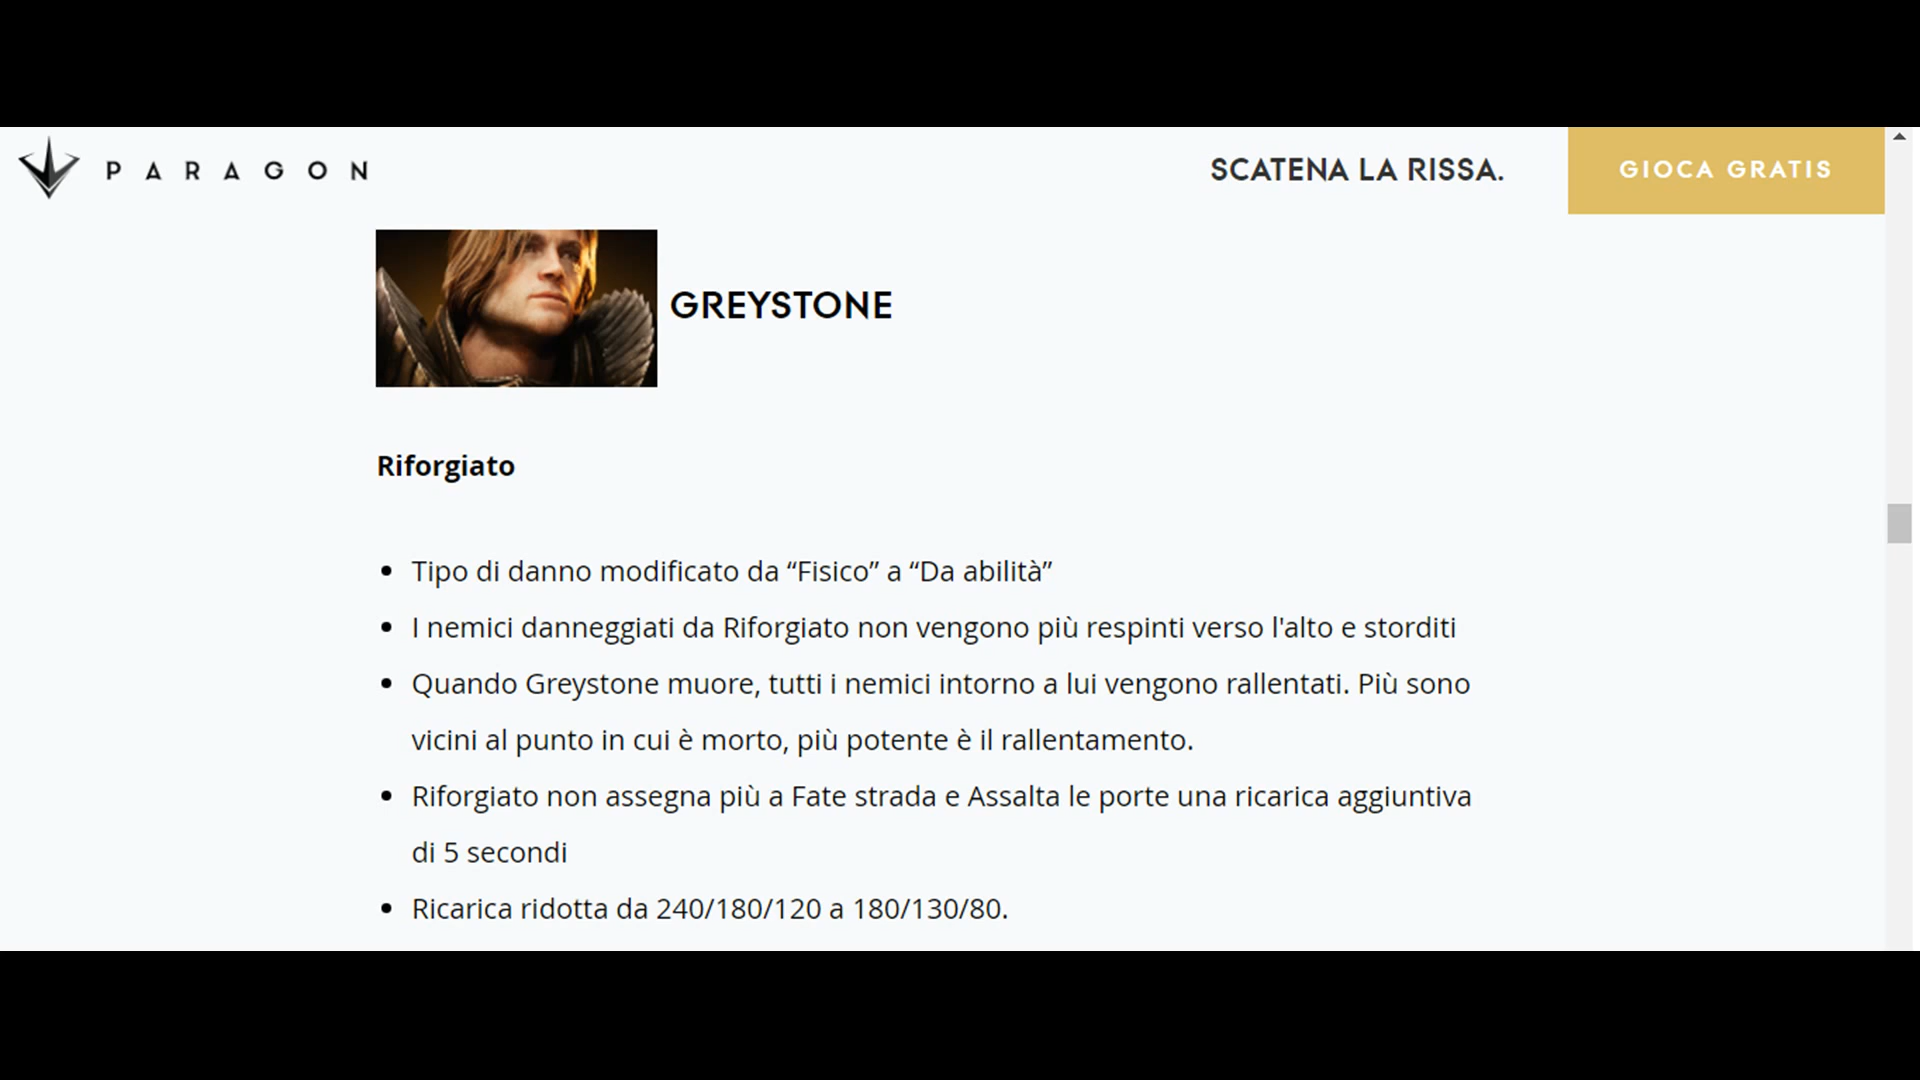 PARAGON
SCATENA LA RISSA.
GIOCA GRATIS
GREYSTONE
Riforgiato
Tipo di danno modificato da “Fisico” a “Da abilità”
I nemici danneggiati da Riforgiato non vengono più respinti verso l'alto e storditi
Quando Greystone muore, tutti i nemici intorno a lui vengono rallentati. Più sono
vicini al punto in cui è morto, più potente è il rallentamento.
Riforgiato non assegna più a Fate strada e Assalta le porte una ricarica aggiuntiva
di 5 secondi
Ricarica ridotta da 240/180/120 a 180/130/80.